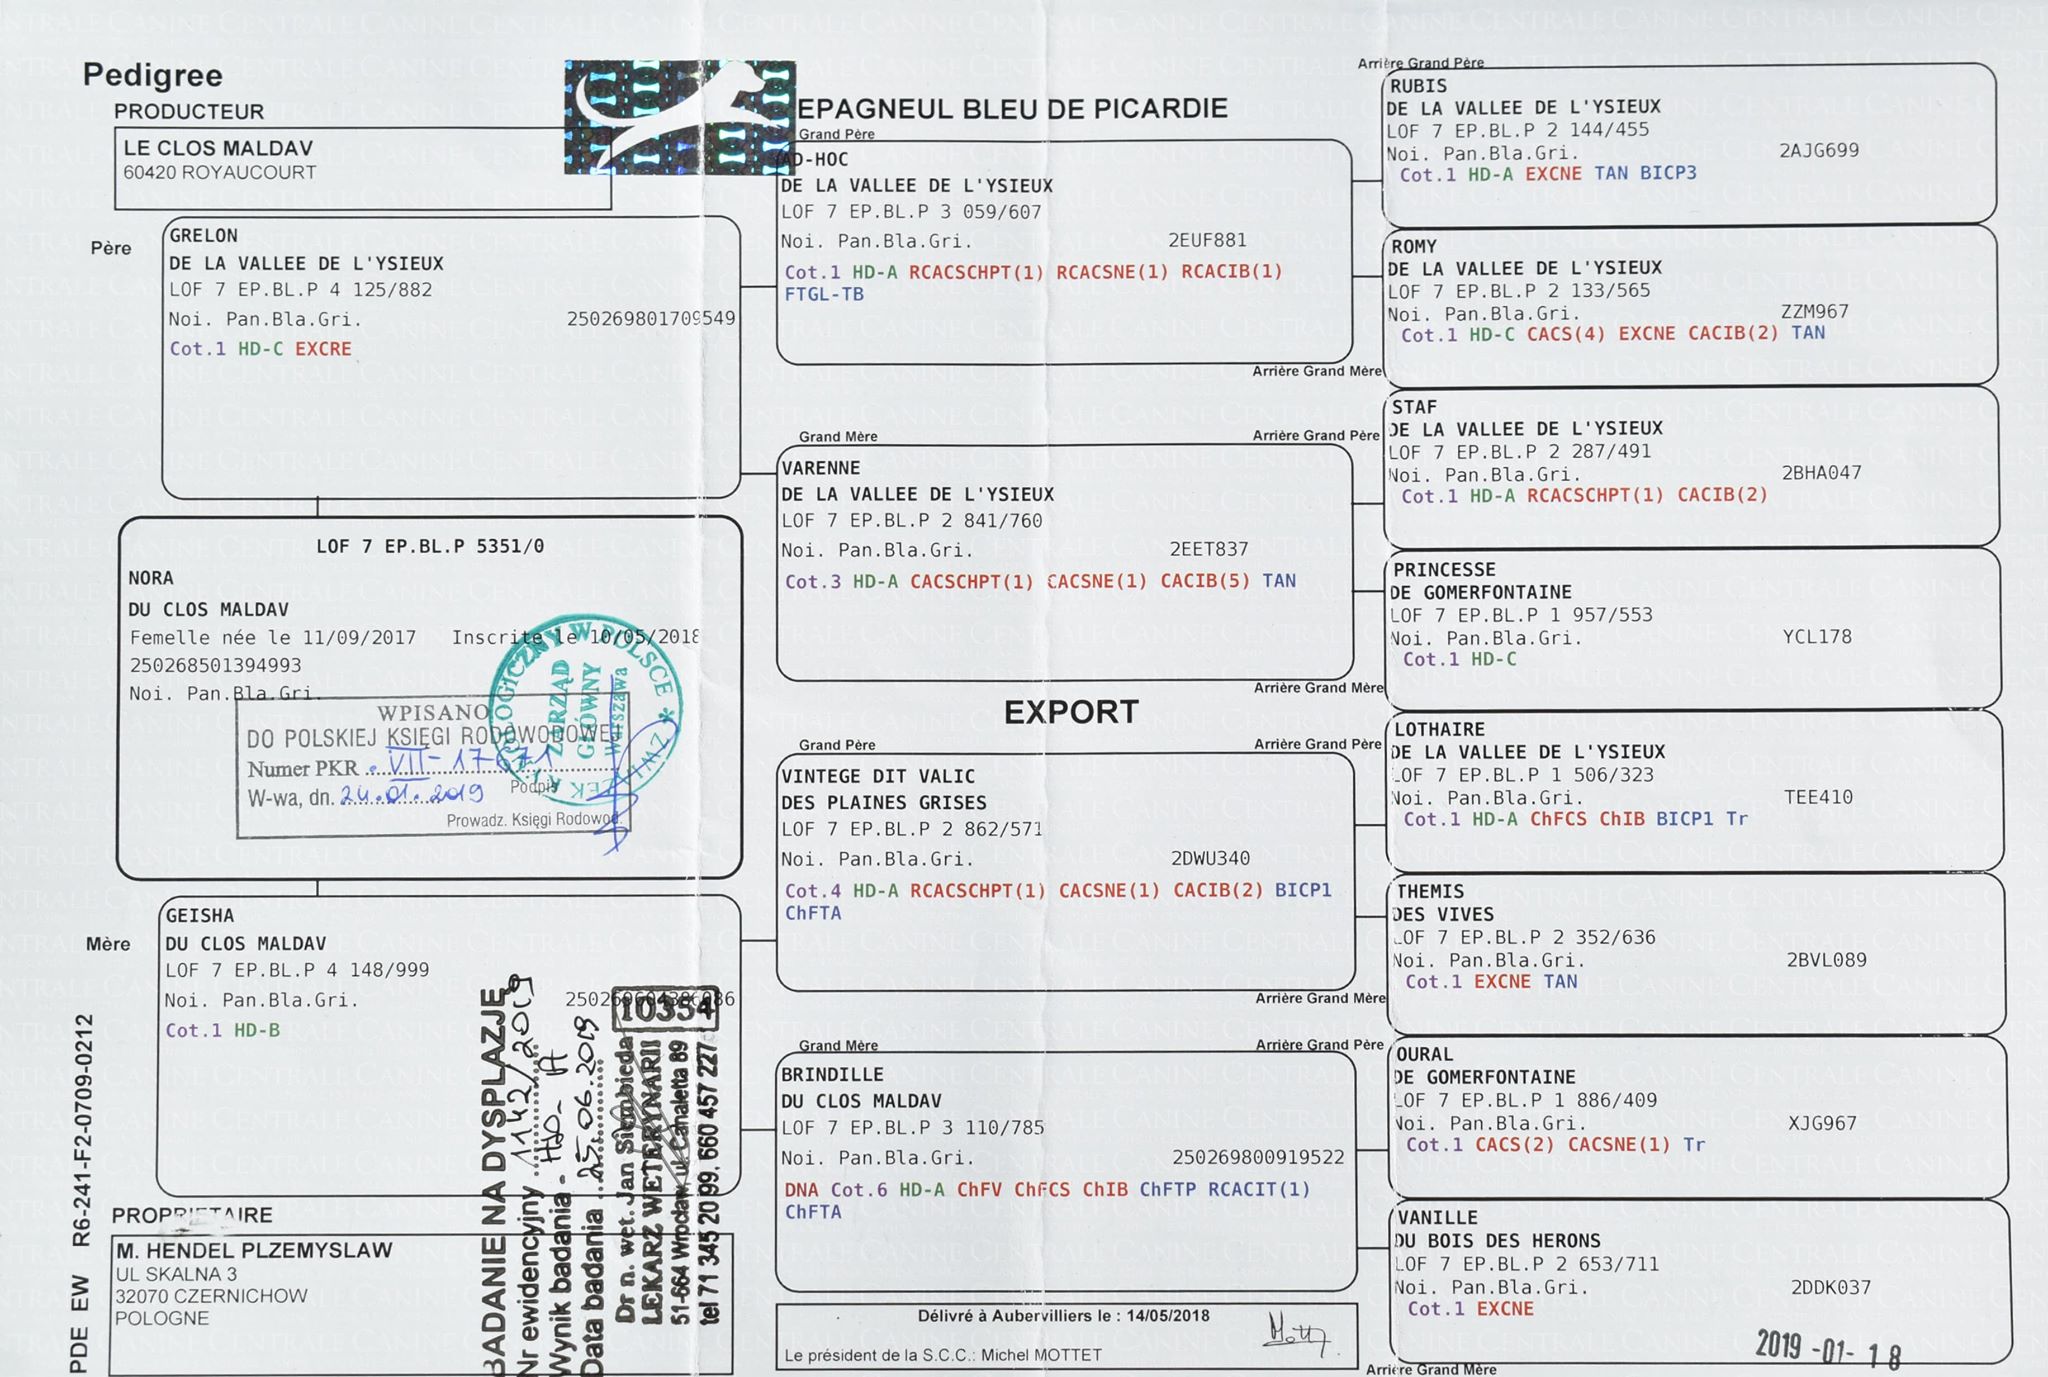 Pedigree
PRODUCTEUR
LE CLOS MALDAV
60420 ROYAUCOURT
Père
GRELON
DE LA VALLEE DE L'YSIEUX
LOF 7 EP.BL.P 4 125/882
Noi. Pan.Bla.Gri. 250269801709549
Cot.1 HD-C EXCRE
LOF 7 EP.BL.P 5351/0
NORA
DU CLOS MALDAV
Femelle née le 11/09/2017 Inscrite le 10/05/2018
250268501394993
Noi. Pan.Bla.Gri.
WPISANO
DO POLSKIEJ KSIĘGI RODOWODOWEJ
Numer PKR VII-17671
W-wa, dn. 24.01.2019 Podpis
Prowadz. Księgi Rodowod.
ZWIĄZEK KYNOLOGICZNY W POLSCE *
ZARZĄD
GŁÓWNY
Warszawa
Mère
GEISHA
DU CLOS MALDAV
LOF 7 EP.BL.P 4 148/999
Noi. Pan.Bla.Gri.
Cot.1 HD-B
BADANIE NA DYSPLAZJĘ
Nr ewidencyjny 1142/2019
Wynik badania - HD-A
Data badania 25.06.2019
10354
Dr n. wet. Jan Siembieda
LEKARZ WETERYNARII
51-664 Wrocław, ul. Canaletta 89
tel 71 345 20 99, 660 457 227
PROPRIETAIRE
M. HENDEL PLZEMYSLAW
UL SKALNA 3
32070 CZERNICHOW
POLOGNE
PDE EW R6-241-F2-0709-0212
EPAGNEUL BLEU DE PICARDIE
Grand Père
AD-HOC
DE LA VALLEE DE L'YSIEUX
LOF 7 EP.BL.P 3 059/607
Noi. Pan.Bla.Gri. 2EUF881
Cot.1 HD-A RCACSCHPT(1) RCACSNE(1) RCACIB(1)
FTGL-TB
Grand Mère
VARENNE
DE LA VALLEE DE L'YSIEUX
LOF 7 EP.BL.P 2 841/760
Noi. Pan.Bla.Gri. 2EET837
Cot.3 HD-A CACSCHPT(1) CACSNE(1) CACIB(5) TAN
EXPORT
Grand Père
VINTEGE DIT VALIC
DES PLAINES GRISES
LOF 7 EP.BL.P 2 862/571
Noi. Pan.Bla.Gri. 2DWU340
Cot.4 HD-A RCACSCHPT(1) CACSNE(1) CACIB(2) BICP1
ChFTA
Grand Mère
BRINDILLE
DU CLOS MALDAV
LOF 7 EP.BL.P 3 110/785
Noi. Pan.Bla.Gri. 250269800919522
DNA Cot.6 HD-A ChFV ChFCS ChIB ChFTP RCACIT(1)
ChFTA
Délivré à Aubervilliers le : 14/05/2018
Le président de la S.C.C.: Michel MOTTET
Arrière Grand Père
RUBIS
DE LA VALLEE DE L'YSIEUX
LOF 7 EP.BL.P 2 144/455
Noi. Pan.Bla.Gri. 2AJG699
Cot.1 HD-A EXCNE TAN BICP3
ROMY
DE LA VALLEE DE L'YSIEUX
LOF 7 EP.BL.P 2 133/565
Noi. Pan.Bla.Gri. ZZM967
Cot.1 HD-C CACS(4) EXCNE CACIB(2) TAN
Arrière Grand Mère
Arrière Grand Père
STAF
DE LA VALLEE DE L'YSIEUX
LOF 7 EP.BL.P 2 287/491
Noi. Pan.Bla.Gri. 2BHA047
Cot.1 HD-A RCACSCHPT(1) CACIB(2)
PRINCESSE
DE GOMERFONTAINE
LOF 7 EP.BL.P 1 957/553
Noi. Pan.Bla.Gri. YCL178
Cot.1 HD-C
Arrière Grand Mère
Arrière Grand Père
LOTHAIRE
DE LA VALLEE DE L'YSIEUX
LOF 7 EP.BL.P 1 506/323
Noi. Pan.Bla.Gri. TEE410
Cot.1 HD-A ChFCS ChIB BICP1 Tr
THEMIS
DES VIVES
LOF 7 EP.BL.P 2 352/636
Noi. Pan.Bla.Gri. 2BVL089
Cot.1 EXCNE TAN
Arrière Grand Mère
Arrière Grand Père
OURAL
DE GOMERFONTAINE
LOF 7 EP.BL.P 1 886/409
Noi. Pan.Bla.Gri. XJG967
Cot.1 CACS(2) CACSNE(1) Tr
VANILLE
DU BOIS DES HERONS
LOF 7 EP.BL.P 2 653/711
Noi. Pan.Bla.Gri. 2DDK037
Cot.1 EXCNE
2019-01-18
Arrière Grand Mère